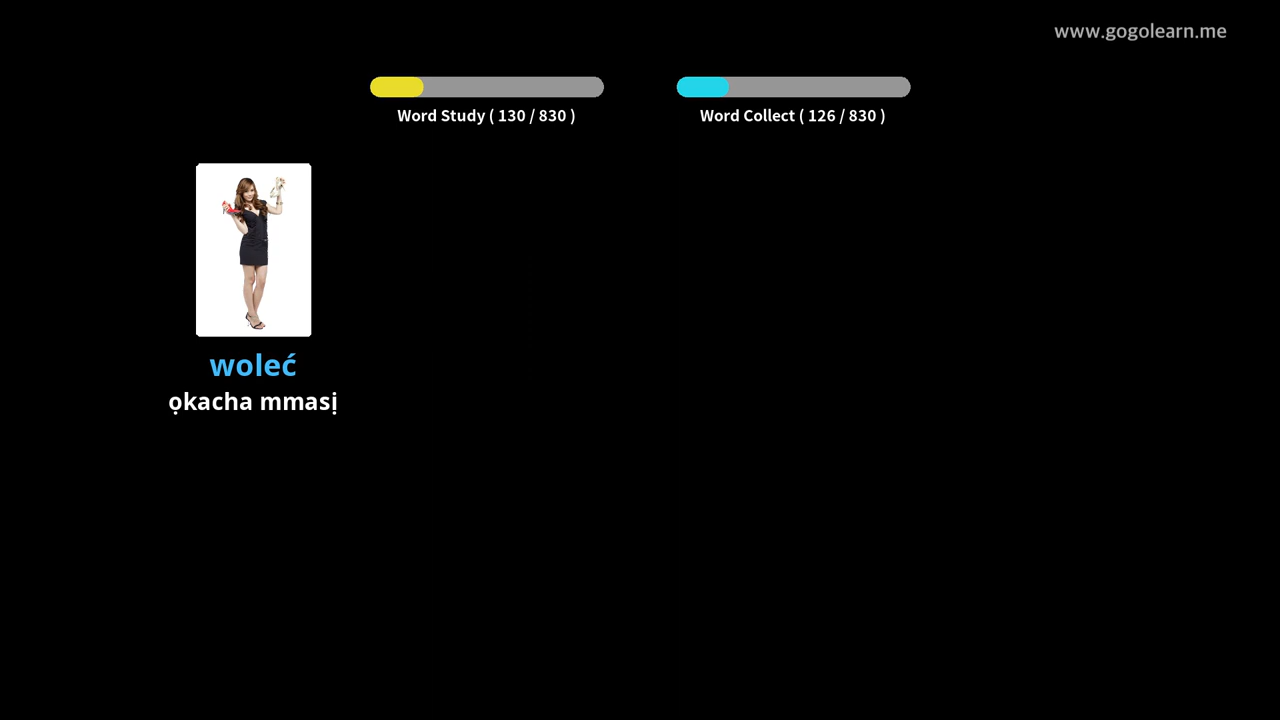 www.gogolearn.me
Word Study ( 130 / 830 )
Word Collect ( 126 / 830 )
woleć
ọkacha mmasị